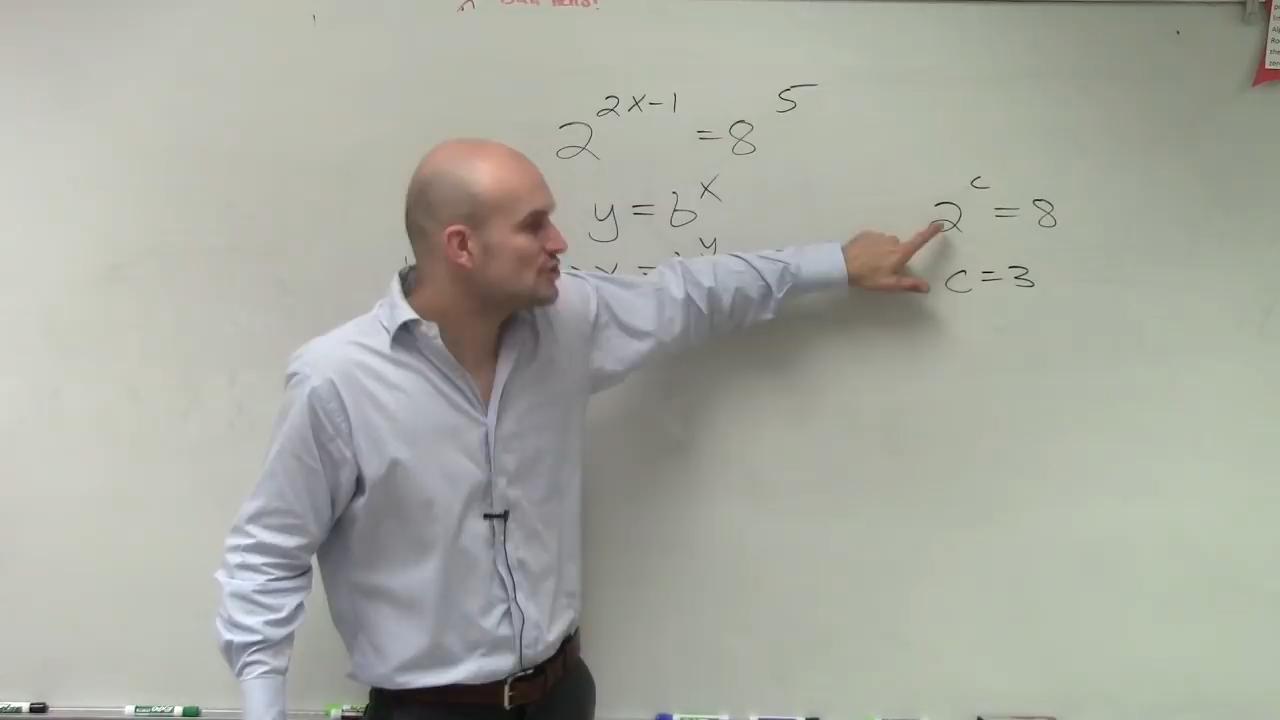 2^{2x-1} = 8^5
y = b^x
2^c = 8
c = 3